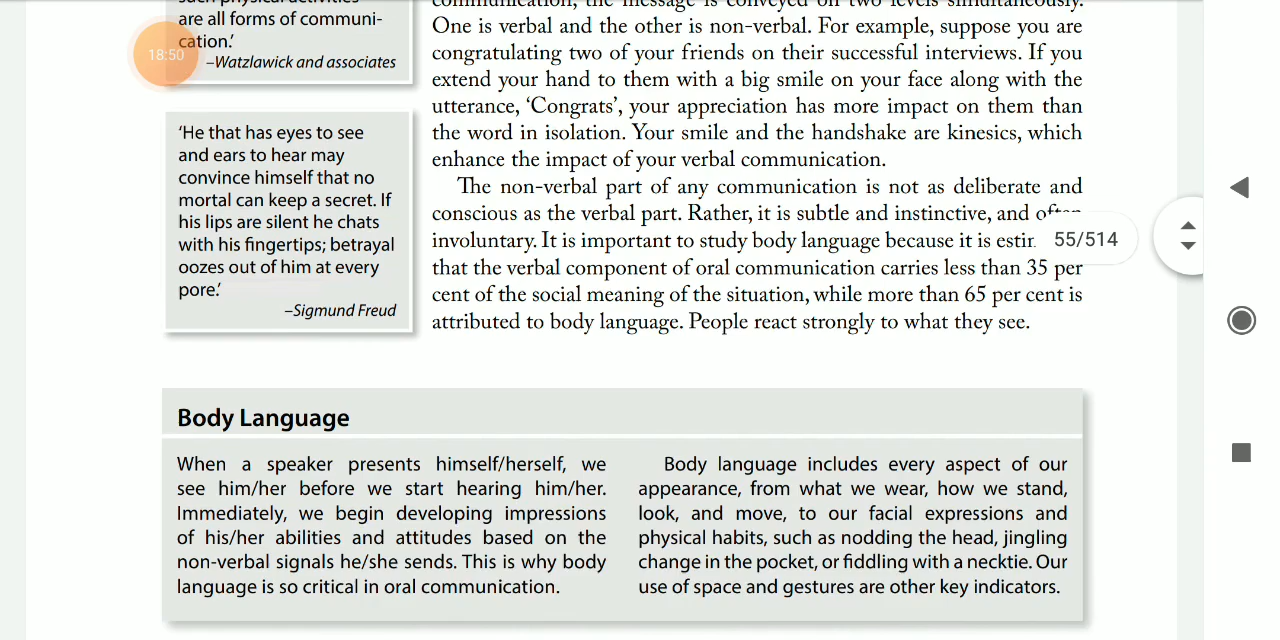 such physical activities
are all forms of communi-
cation.'
–Watzlawick and associates
18:50
'He that has eyes to see
and ears to hear may
convince himself that no
mortal can keep a secret. If
his lips are silent he chats
with his fingertips; betrayal
oozes out of him at every
pore.'
–Sigmund Freud
communication, the message is conveyed on two levels simultaneously.
One is verbal and the other is non-verbal. For example, suppose you are
congratulating two of your friends on their successful interviews. If you
extend your hand to them with a big smile on your face along with the
utterance, 'Congrats', your appreciation has more impact on them than
the word in isolation. Your smile and the handshake are kinesics, which
enhance the impact of your verbal communication.
The non-verbal part of any communication is not as deliberate and
conscious as the verbal part. Rather, it is subtle and instinctive, and often
involuntary. It is important to study body language because it is
that the verbal component of oral communication carries less than 35 per
cent of the social meaning of the situation, while more than 65 per cent is
attributed to body language. People react strongly to what they see.
55/514
Body Language
When a speaker presents himself/herself, we
see him/her before we start hearing him/her.
Immediately, we begin developing impressions
of his/her abilities and attitudes based on the
non-verbal signals he/she sends. This is why body
language is so critical in oral communication.
Body language includes every aspect of our
appearance, from what we wear, how we stand,
look, and move, to our facial expressions and
physical habits, such as nodding the head, jingling
change in the pocket, or fiddling with a necktie. Our
use of space and gestures are other key indicators.